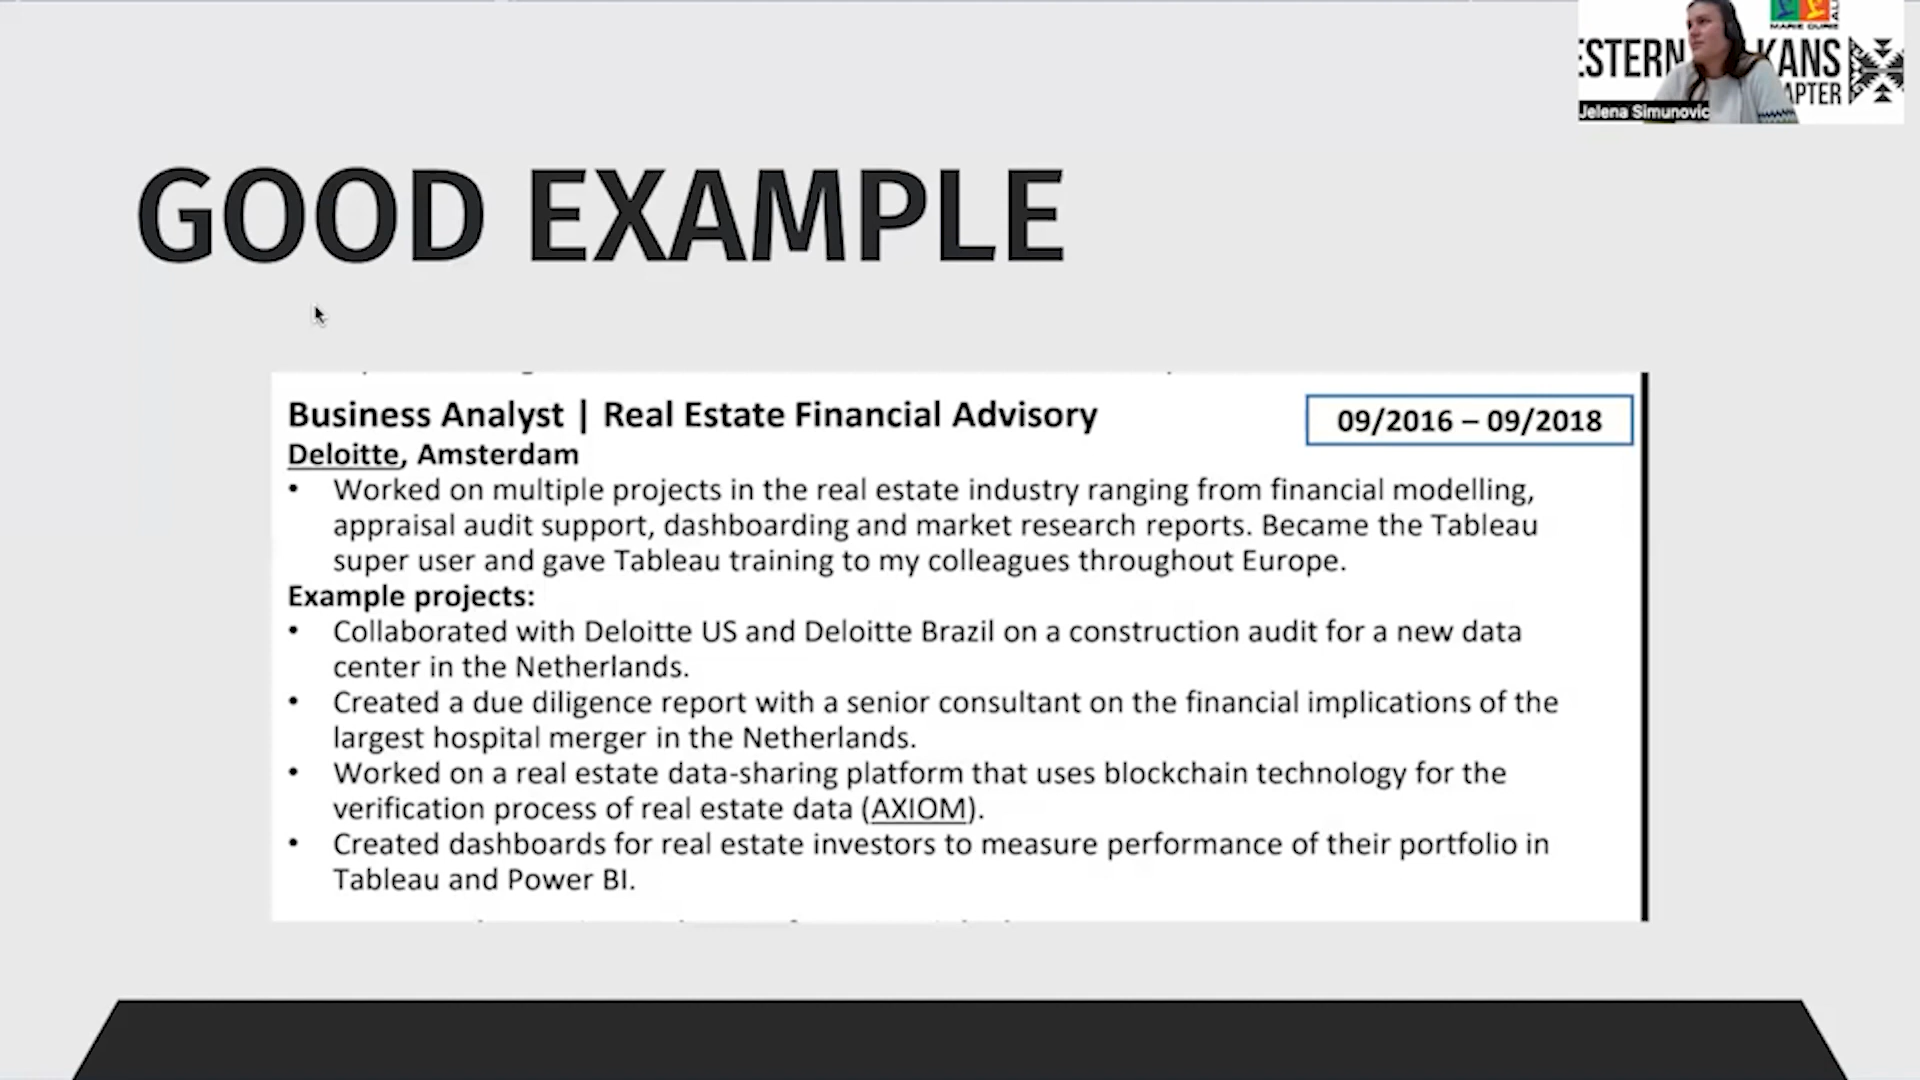 ESTERN KANS
APTER
MARIE CURIE
Jelena Simunovic
GOOD EXAMPLE
Business Analyst | Real Estate Financial Advisory
09/2016 – 09/2018
Deloitte, Amsterdam
• Worked on multiple projects in the real estate industry ranging from financial modelling,
appraisal audit support, dashboarding and market research reports. Became the Tableau
super user and gave Tableau training to my colleagues throughout Europe.
Example projects:
• Collaborated with Deloitte US and Deloitte Brazil on a construction audit for a new data
center in the Netherlands.
• Created a due diligence report with a senior consultant on the financial implications of the
largest hospital merger in the Netherlands.
• Worked on a real estate data-sharing platform that uses blockchain technology for the
verification process of real estate data (AXIOM).
• Created dashboards for real estate investors to measure performance of their portfolio in
Tableau and Power BI.